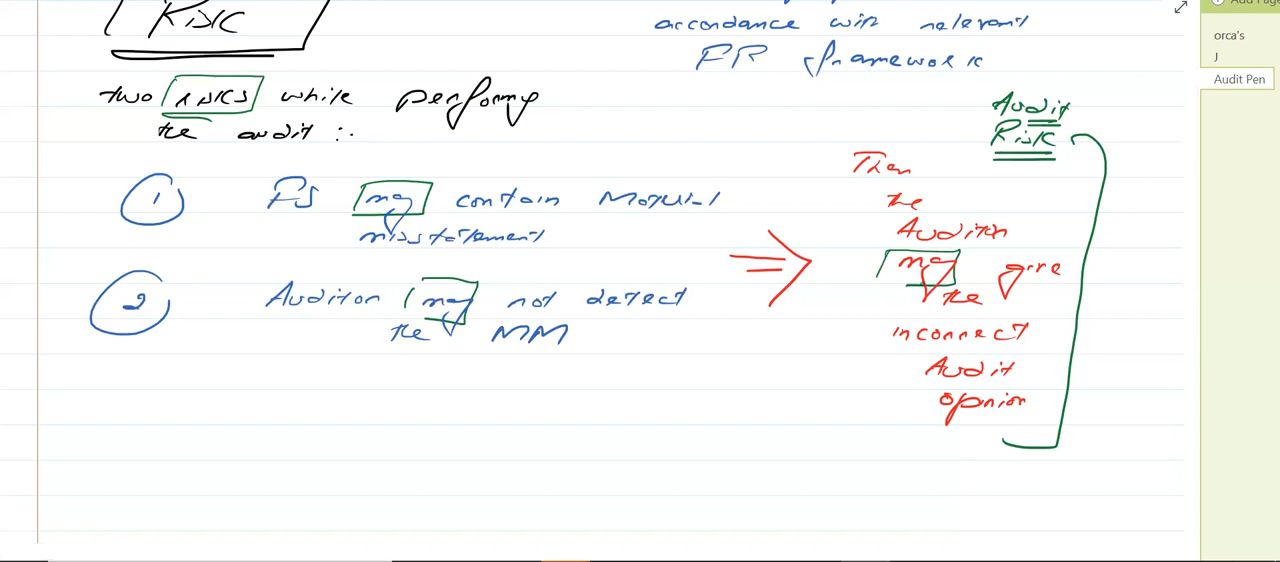 Risk
accordance with relevant
FR framework
two risks while performing
the audit :
1 FS may contain Material
misstatement
2 Auditor may not detect
the MM
Audit
Risk
Then
the
Auditor
may give
the
incorrect
Audit
opinion
orca's
J
Audit Pen